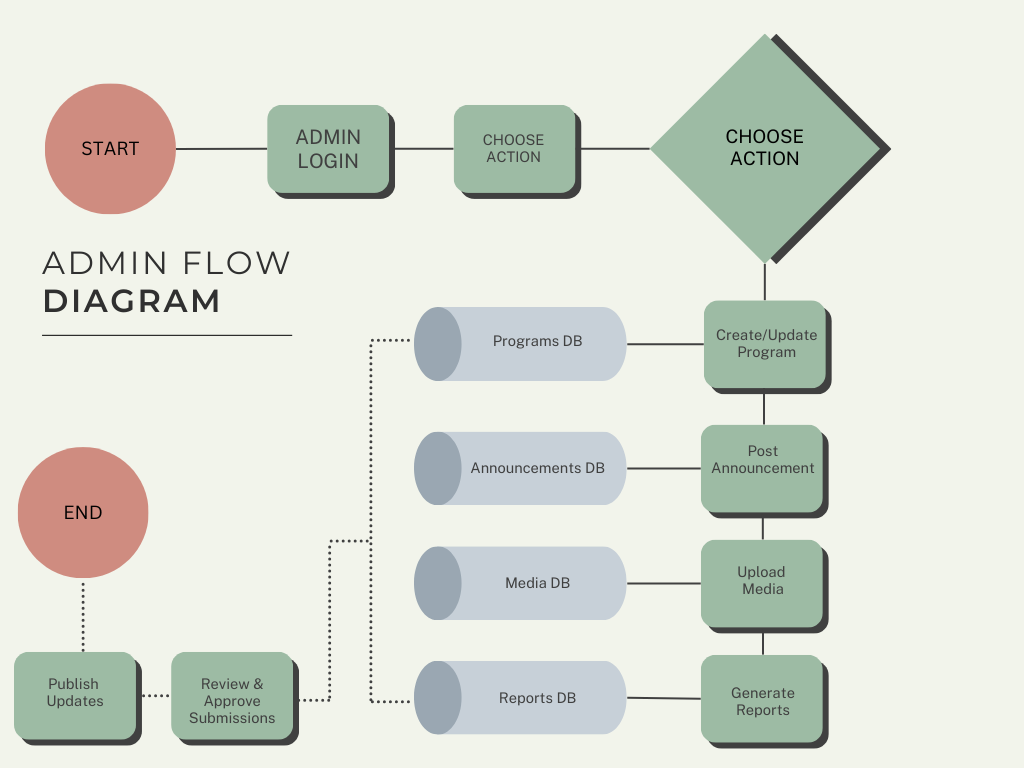 START
ADMIN
LOGIN
CHOOSE
ACTION
CHOOSE
ACTION
ADMIN FLOW
DIAGRAM
Programs DB
Create/Update
Program
Announcements DB
Post
Announcement
END
Media DB
Upload
Media
Publish
Updates
Review &
Approve
Submissions
Reports DB
Generate
Reports